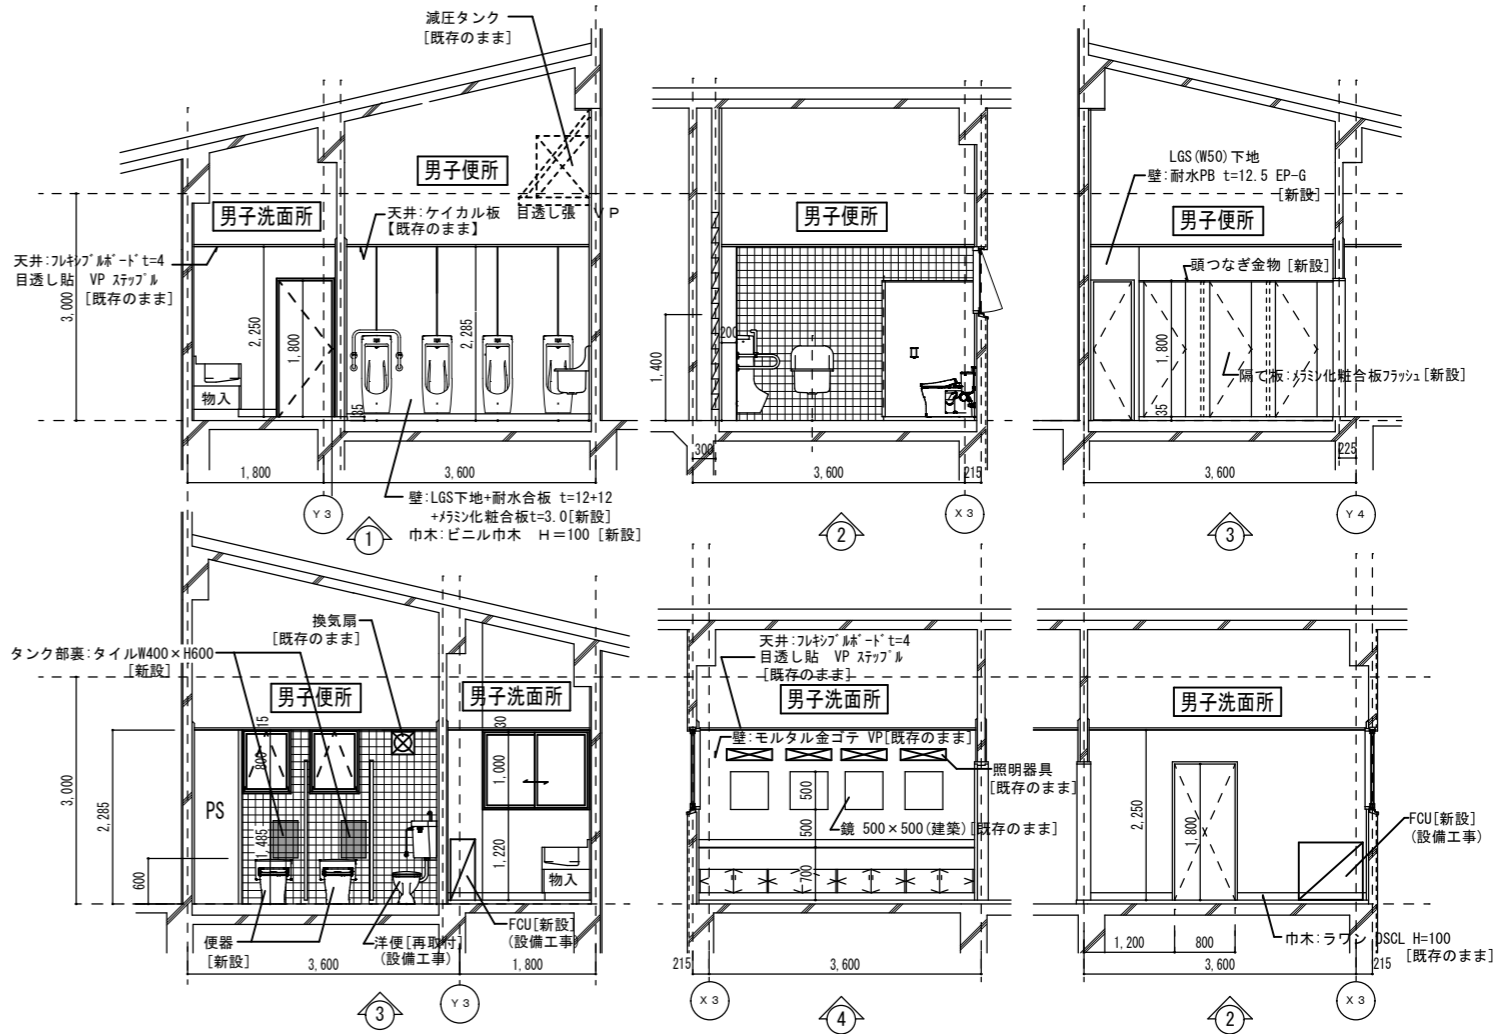 減圧タンク
[既存のまま]
男子便所
男子洗面所
目透し張 ＶＰ
天井:ケイカル板
【既存のまま】
天井:ﾌﾚｷｼﾌﾞﾙﾎﾞｰﾄﾞt=4
目透し貼 VP ｽﾃｯﾌﾟﾙ
[既存のまま]
3,000
2,250
1,800
2,285
物入
35
1,800
3,600
Y 3
壁:LGS下地+耐水合板 t=12+12
+ﾒﾗﾐﾝ化粧合板t=3.0[新設]
巾木:ビニル巾木 H＝100 [新設]
1
男子便所
200
1,400
300
3,600
215
X 3
2
LGS(W50)下地
壁:耐水PB t=12.5 EP-G
[新設]
男子便所
頭つなぎ金物 [新設]
1,800
隔て板:ﾒﾗﾐﾝ化粧合板ﾌﾗｯｼｭ[新設]
35
225
3,600
Y 4
3
換気扇
[既存のまま]
タンク部裏:タイルW400×H600
[新設]
男子便所
男子洗面所
15
30
800
1,000
3,000
2,285
PS
1,485
1,220
600
物入
便器
[新設]
洋便[再取付]
(設備工事)
FCU[新設]
(設備工事)
3,600
1,800
Y 3
3
天井:ﾌﾚｷｼﾌﾞﾙﾎﾞｰﾄﾞt=4
目透し貼 VP ｽﾃｯﾌﾟﾙ
[既存のまま]
男子洗面所
壁:モルタル金ゴテ VP[既存のまま]
照明器具
[既存のまま]
500
500
鏡 500×500(建築)[既存のまま]
700
215
3,600
X 3
4
男子洗面所
2,250
1,800
FCU[新設]
(設備工事)
1,200
800
巾木:ラワン OSCL H=100
[既存のまま]
3,600
215
X 3
2